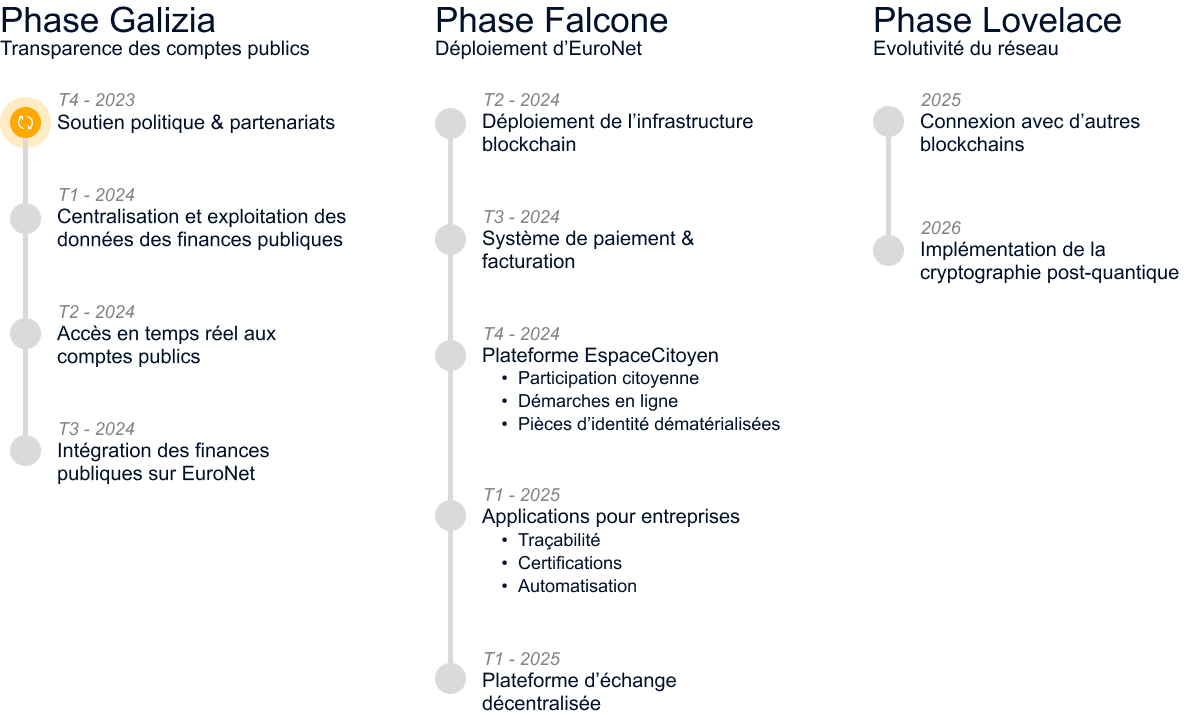 Phase Galizia
Transparence des comptes publics
T4 - 2023
Soutien politique & partenariats
T1 - 2024
Centralisation et exploitation des
données des finances publiques
T2 - 2024
Accès en temps réel aux
comptes publics
T3 - 2024
Intégration des finances
publiques sur EuroNet
Phase Falcone
Déploiement d’EuroNet
T2 - 2024
Déploiement de l’infrastructure
blockchain
T3 - 2024
Système de paiement &
facturation
T4 - 2024
Plateforme EspaceCitoyen
• Participation citoyenne
• Démarches en ligne
• Pièces d’identité dématérialisées
T1 - 2025
Applications pour entreprises
• Traçabilité
• Certifications
• Automatisation
T1 - 2025
Plateforme d’échange
décentralisée
Phase Lovelace
Evolutivité du réseau
2025
Connexion avec d’autres
blockchains
2026
Implémentation de la
cryptographie post-quantique